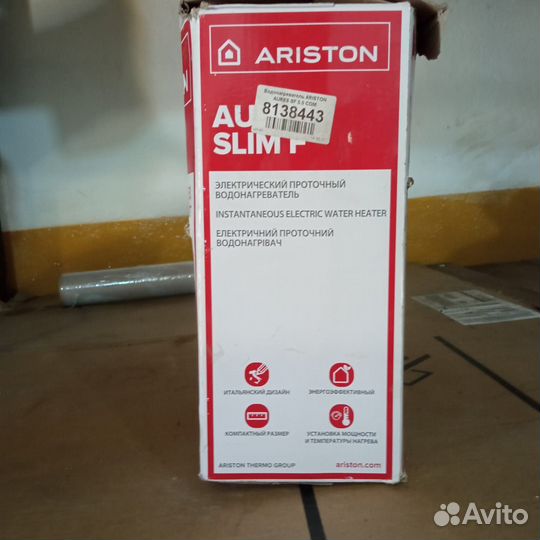 ARISTON
Водонагреватель ARISTON
AURES SF 5.5 COM
8138443
AU
SLIM F
ЭЛЕКТРИЧЕСКИЙ ПРОТОЧНЫЙ
ВОДОНАГРЕВАТЕЛЬ
INSTANTANEOUS ELECTRIC WATER HEATER
ЕЛЕКТРИЧНИЙ ПРОТОЧНИЙ
ВОДОНАГРІВАЧ
ИТАЛЬЯНСКИЙ ДИЗАЙН
ЭНЕРГОЭФФЕКТИВНЫЙ
КОМПАКТНЫЙ РАЗМЕР
УСТАНОВКА МОЩНОСТИ
И ТЕМПЕРАТУРЫ НАГРЕВА
ARISTON THERMO GROUP
ariston.com
Avito